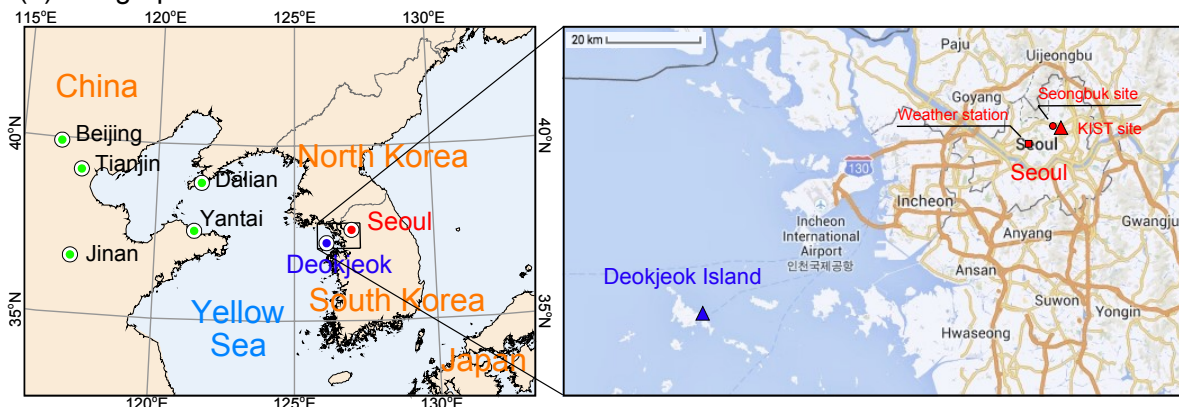 115°E
120°E
125°E
130°E
China
40°N
Beijing
Tianjin
Dalian
Yantai
Jinan
North Korea
40°N
Seoul
Deokjeok
South Korea
Yellow
Sea
Japan
35°N
35°N
120°E
125°E
130°E
20 km
Paju
Uijeongbu
Goyang
Seongbuk site
Weather station
KIST site
Seoul
Seoul
130
Incheon
Incheon
International
Airport
인천국제공항
Gwangju
Anyang
Ansan
Deokjeok Island
Suwon
Yongin
Hwaseong